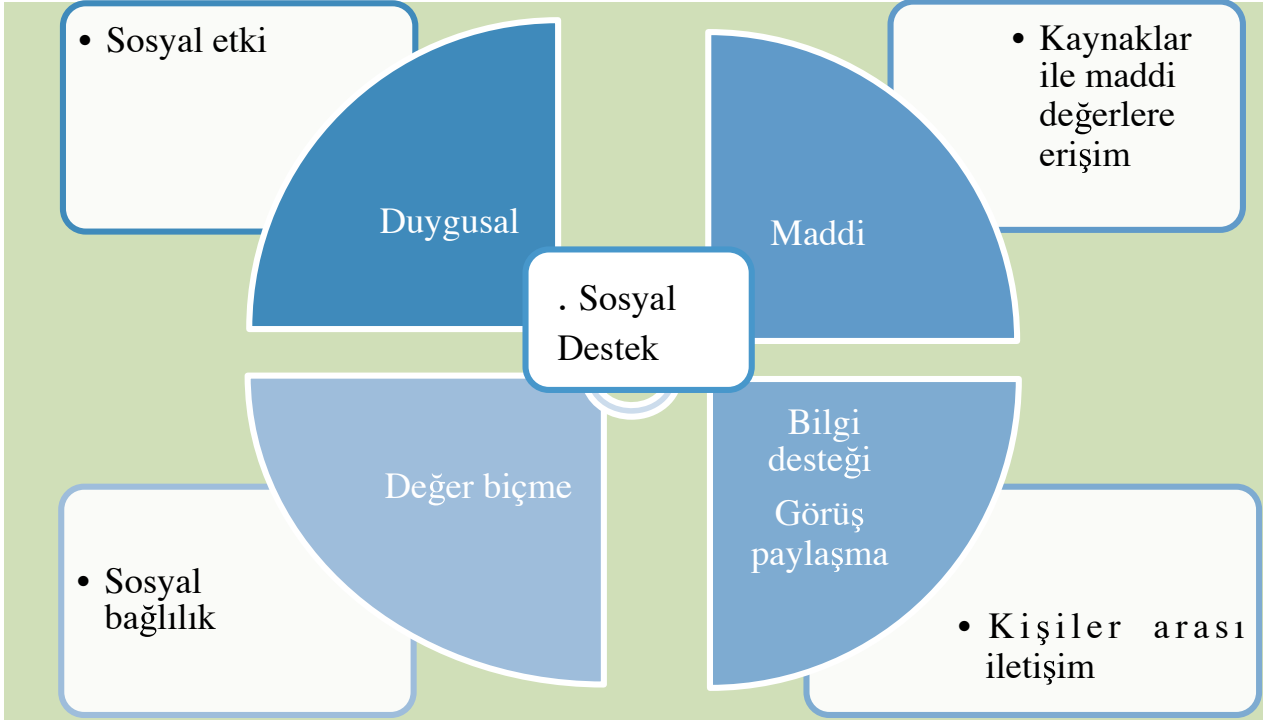 • Sosyal etki
• Kaynaklar
ile maddi
değerlere
erişim
Duygusal
Maddi
. Sosyal
Destek
Değer biçme
Bilgi
desteği
Görüş
paylaşma
• Sosyal
bağlılık
• Kişiler arası
iletişim